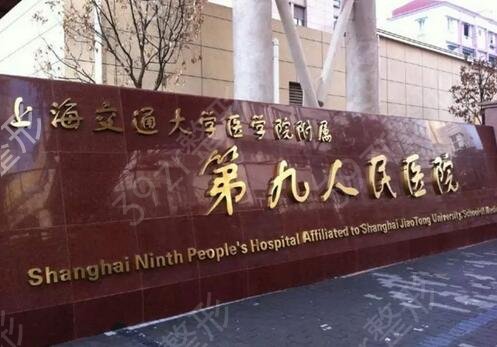 上海交通大学医学院附属
第九人民医院
Shanghai Ninth People's Hospital Affiliated to Shanghai JiaoTong University, School of Medi